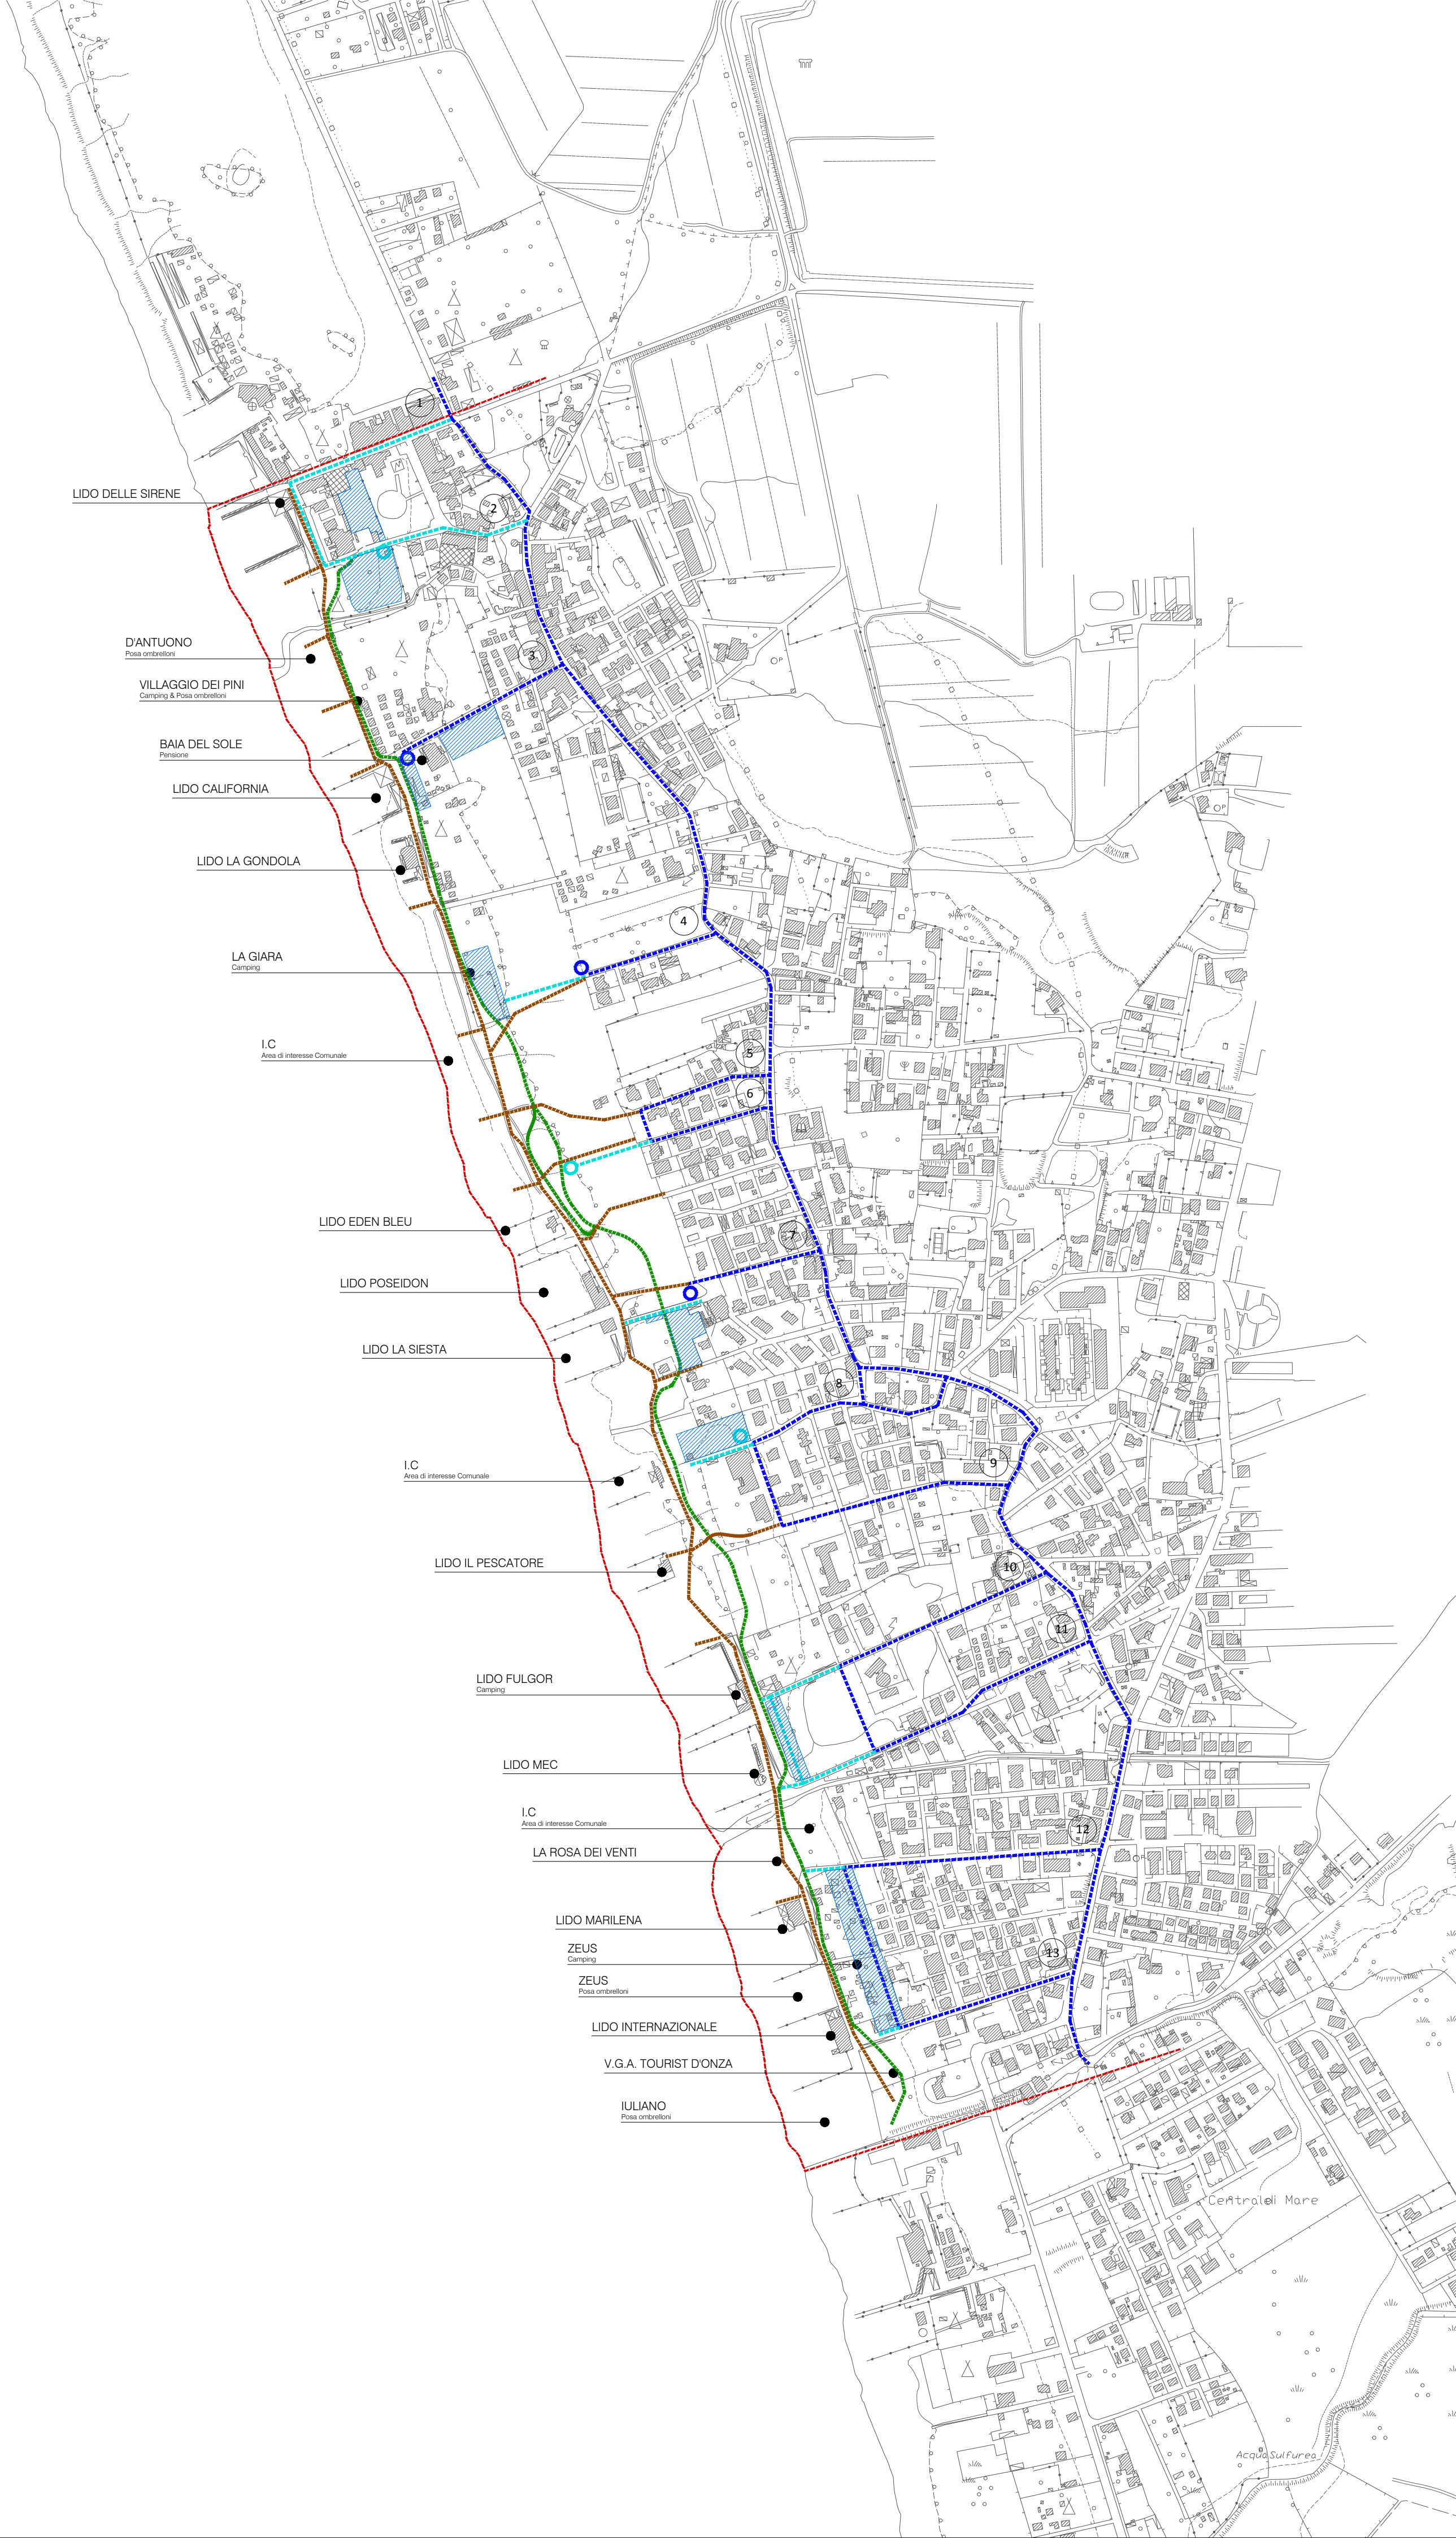 1
LIDO DELLE SIRENE
2
D'ANTUONO
Posa ombrelloni
3
VILLAGGIO DEI PINI
Camping & Posa ombrelloni
BAIA DEL SOLE
Pensione
LIDO CALIFORNIA
LIDO LA GONDOLA
4
LA GIARA
Camping
I.C
Area di interesse Comunale
5
6
LIDO EDEN BLEU
7
LIDO POSEIDON
LIDO LA SIESTA
8
I.C
Area di interesse Comunale
9
LIDO IL PESCATORE
10
11
LIDO FULGOR
Camping
LIDO MEC
I.C
Area di interesse Comunale
12
LA ROSA DEI VENTI
LIDO MARILENA
ZEUS
Camping
13
ZEUS
Posa ombrelloni
LIDO INTERNAZIONALE
V.G.A. TOURIST D'ONZA
IULIANO
Posa ombrelloni
Centraledi Mare
Acqua Sulfurea